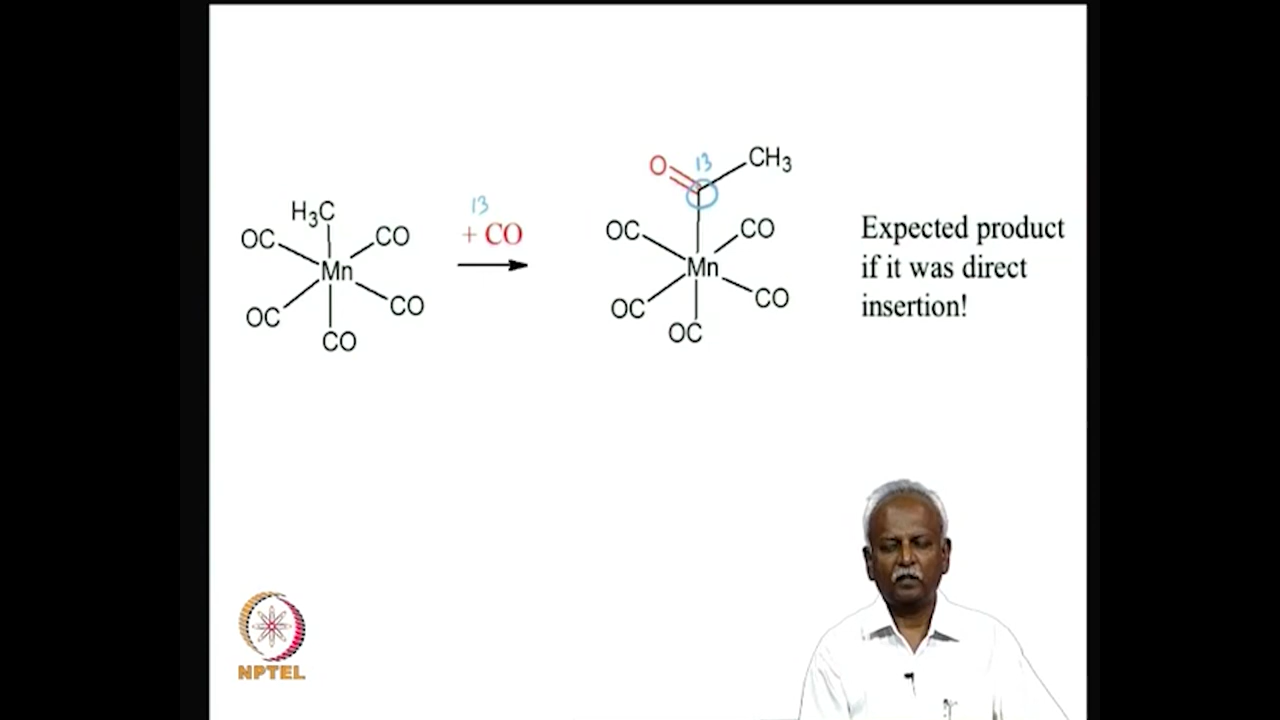 H₃C
OC
CO
Mn
OC
CO
CO
13
+ CO
O
13
CH₃
OC
CO
Mn
OC
CO
OC
Expected product
if it was direct
insertion!
NPTEL